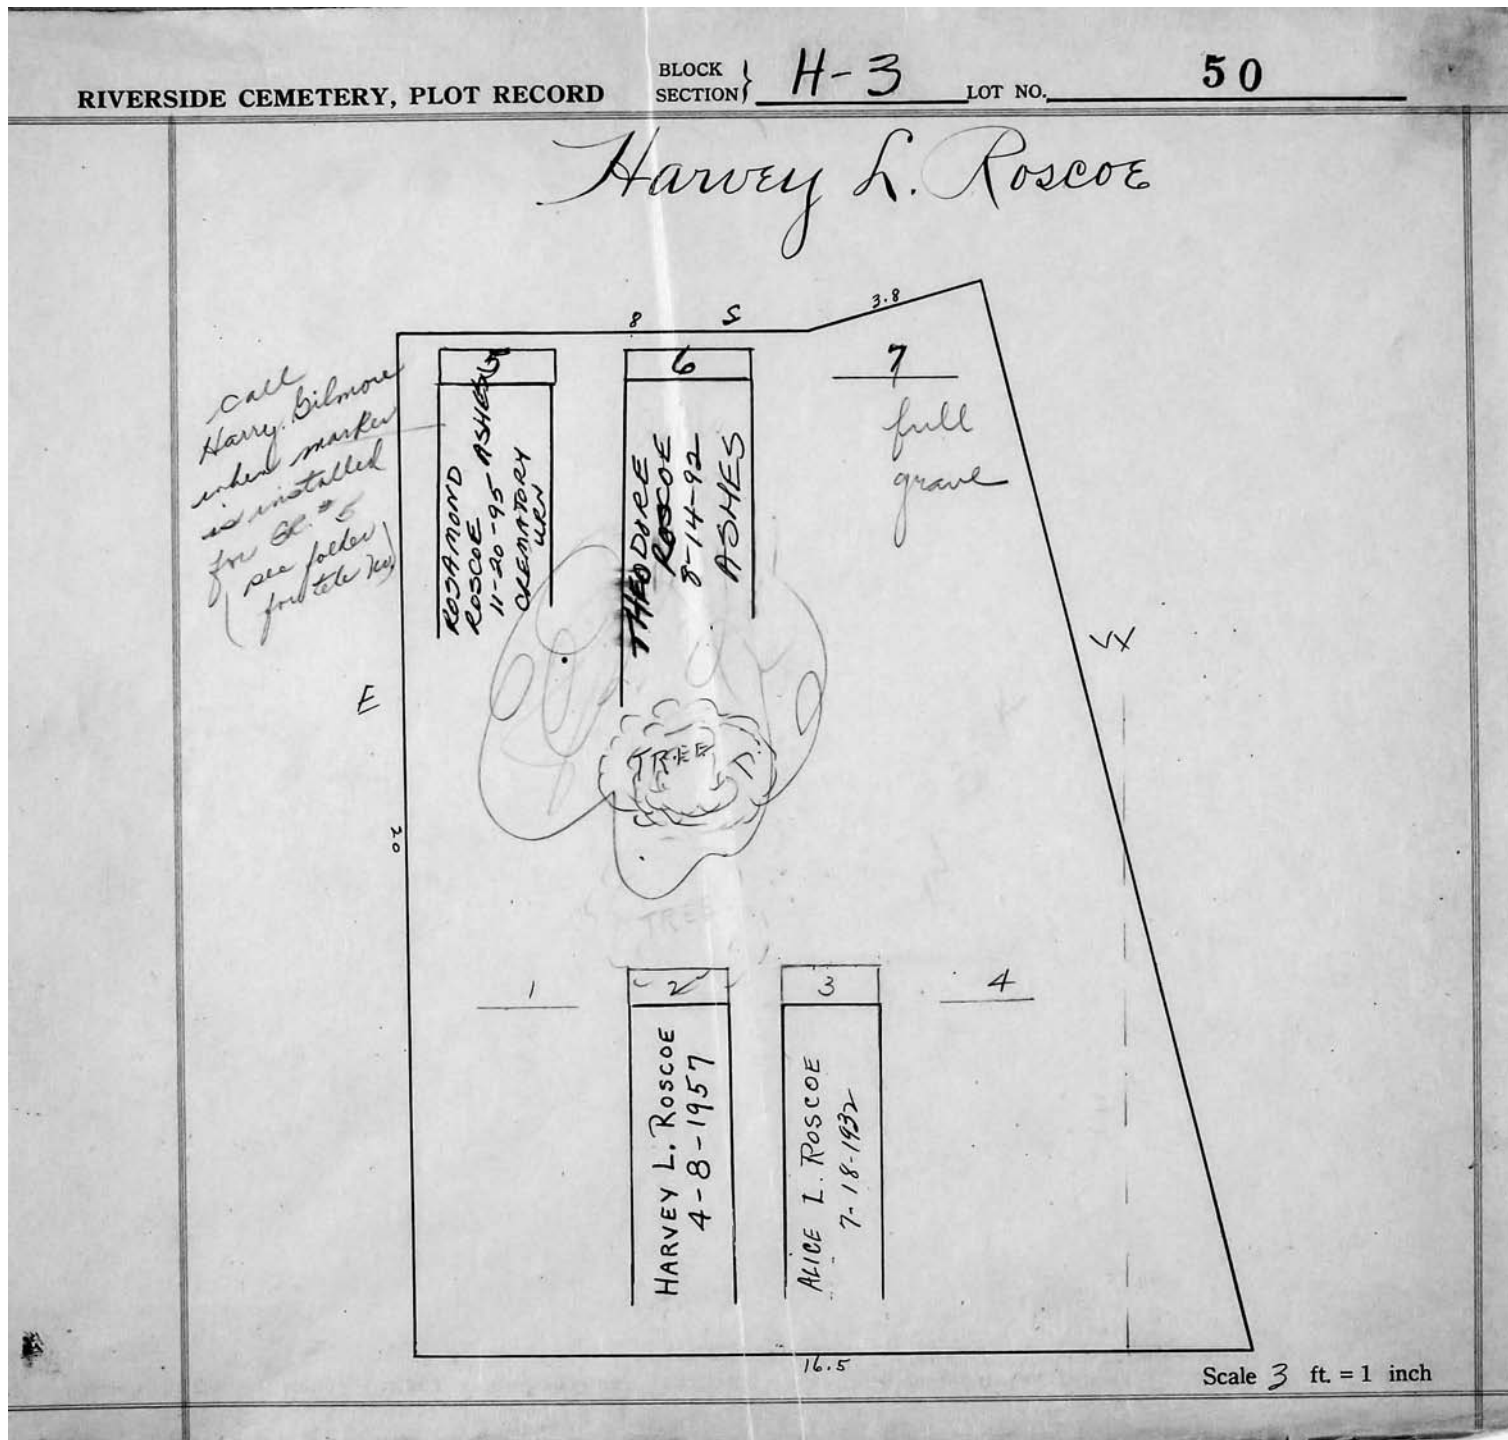 RIVERSIDE CEMETERY, PLOT RECORD
BLOCK
SECTION } H-3 LOT NO. 50
Harvey L. Roscoe
8 S 3.8
5 6 7
full
grave
call
Harry Gilmore
when marker
is installed
for GR. #5
(see folder
for tele no)
ROSAMOND
ROSCOE
11-20-95- ASHES
CREMATORY
URN
THEODORE
ROSCOE
8-14-92
ASHES
E
20
TREE
TREE
1 2 3 4
HARVEY L. ROSCOE
4-8-1957
ALICE L. ROSCOE
7-18-1932
16.5
Scale 3 ft. = 1 inch